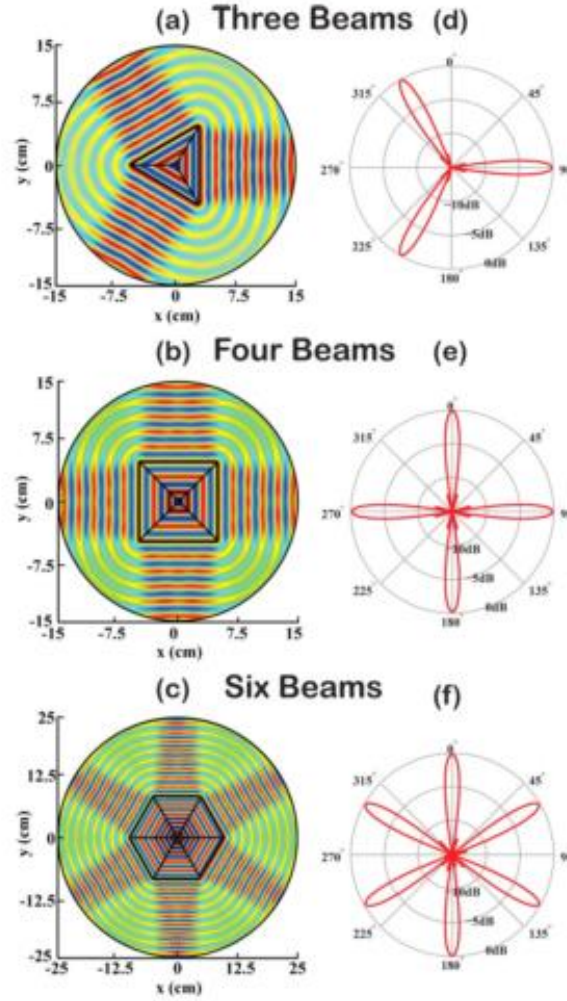 (a) Three Beams (d)
15
7.5
0
-7.5
-15
y (cm)
-15 -7.5 0 7.5 15
x (cm)
0°
45°
9
135°
180°
225
270°
315°
-10dB
-5dB
0dB
(b) Four Beams (e)
15
7.5
0
-7.5
-15
y (cm)
-15 -7.5 0 7.5 15
x (cm)
0°
45°
9
135°
180°
225
270°
315°
-10dB
-5dB
0dB
(c) Six Beams (f)
25
12.5
0
-12.5
-25
y (cm)
-25 -12.5 0 12.5 25
x (cm)
0°
45°
9
135°
180°
225
270°
315°
-10dB
-5dB
0dB